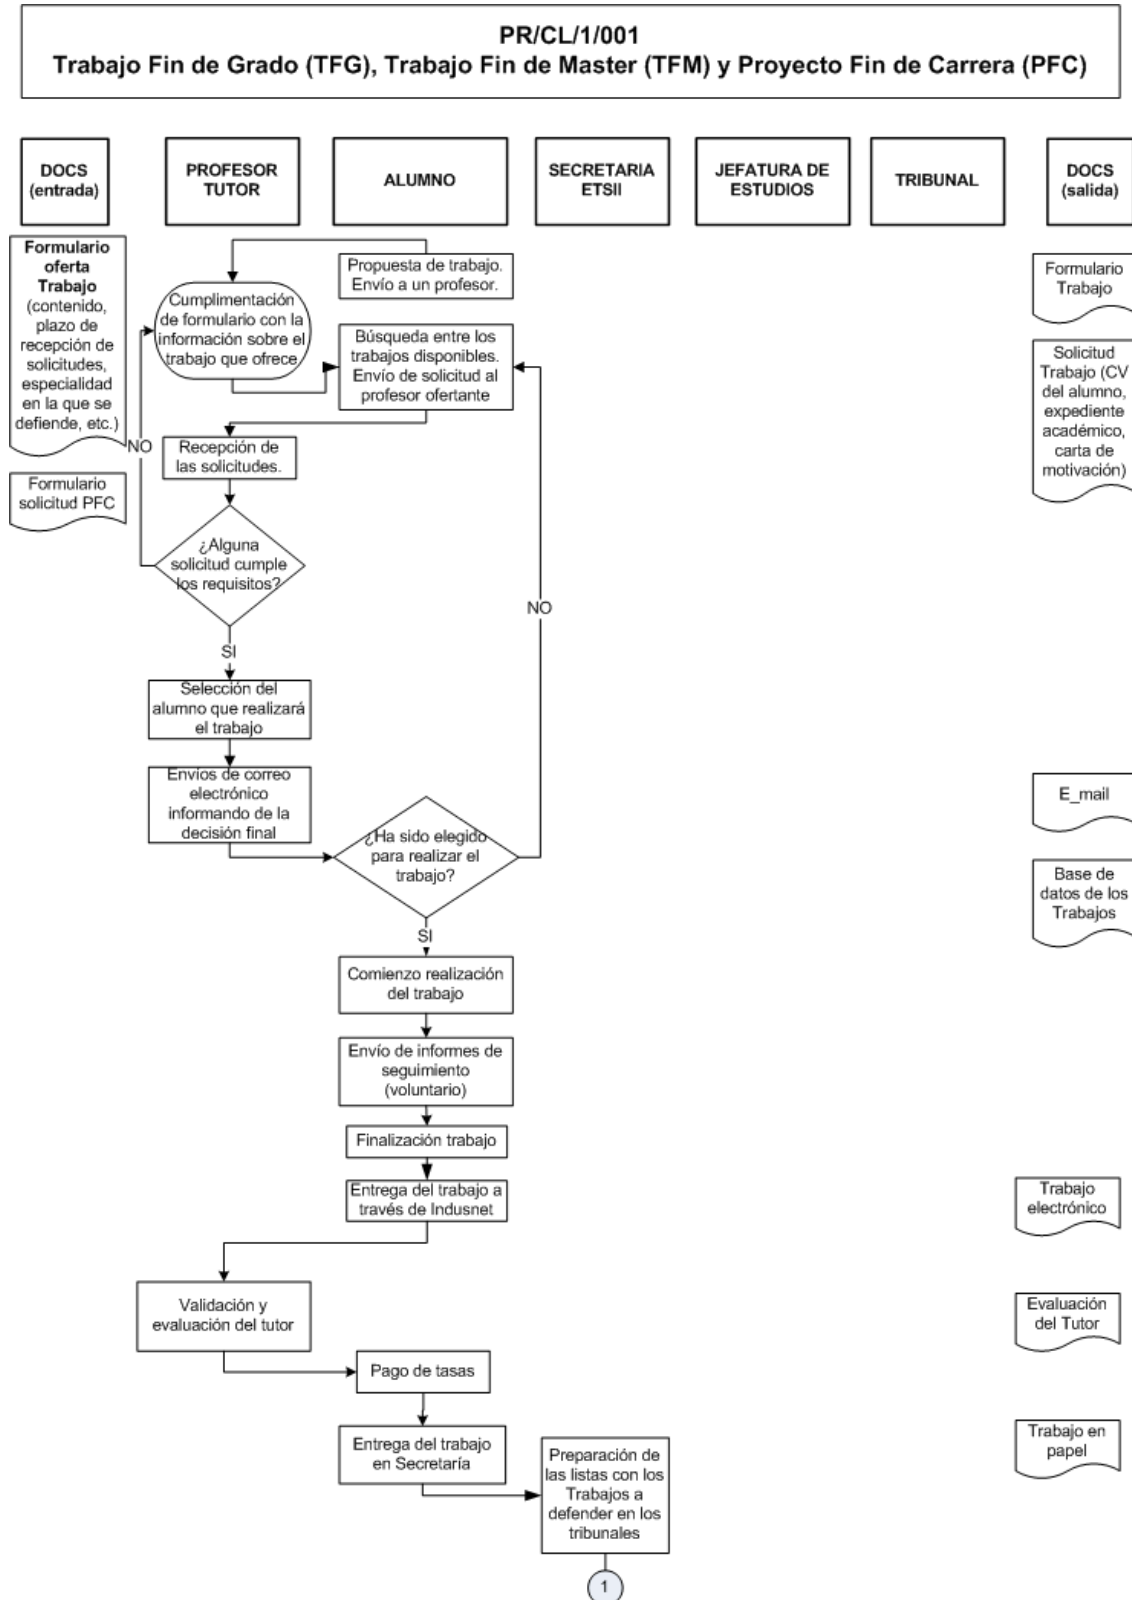 PR/CL/1/001
Trabajo Fin de Grado (TFG), Trabajo Fin de Master (TFM) y Proyecto Fin de Carrera (PFC)
DOCS
(entrada)
PROFESOR
TUTOR
ALUMNO
SECRETARIA
ETSII
JEFATURA DE
ESTUDIOS
TRIBUNAL
DOCS
(salida)
Formulario
oferta
Trabajo
(contenido,
plazo de
recepción de
solicitudes,
especialidad
en la que se
defiende, etc.)
Formulario
solicitud PFC
Propuesta de trabajo.
Envío a un profesor.
Cumplimentación
de formulario con la
información sobre el
trabajo que ofrece
Búsqueda entre los
trabajos disponibles.
Envío de solicitud al
profesor ofertante
Formulario
Trabajo
Solicitud
Trabajo (CV
del alumno,
expediente
académico,
carta de
motivación)
NO
Recepción de
las solicitudes.
¿Alguna
solicitud cumple
los requisitos?
NO
SI
Selección del
alumno que realizará
el trabajo
Envíos de correo
electrónico
informando de la
decisión final
¿Ha sido elegido
para realizar el
trabajo?
E_mail
Base de
datos de los
Trabajos
SI
Comienzo realización
del trabajo
Envío de informes de
seguimiento
(voluntario)
Finalización trabajo
Entrega del trabajo a
través de Indusnet
Trabajo
electrónico
Validación y
evaluación del tutor
Evaluación
del Tutor
Pago de tasas
Entrega del trabajo
en Secretaría
Preparación de
las listas con los
Trabajos a
defender en los
tribunales
Trabajo en
papel
1